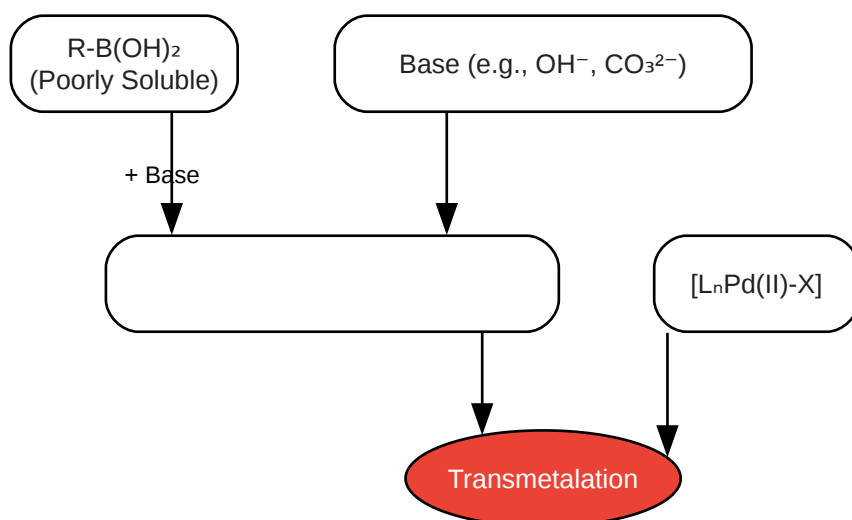 R-B(OH)₂
(Poorly Soluble)
Base (e.g., OH⁻, CO₃²⁻)
+ Base
[LₙPd(II)-X]
Transmetalation